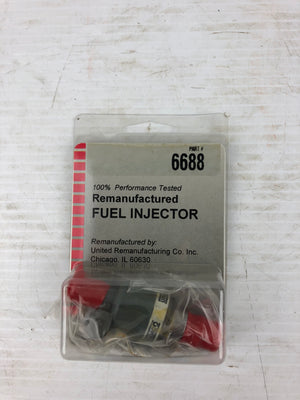 PART #
6688
100% Performance Tested
Remanufactured
FUEL INJECTOR
Remanufactured by:
United Remanufacturing Co. Inc.
Chicago, IL 60630